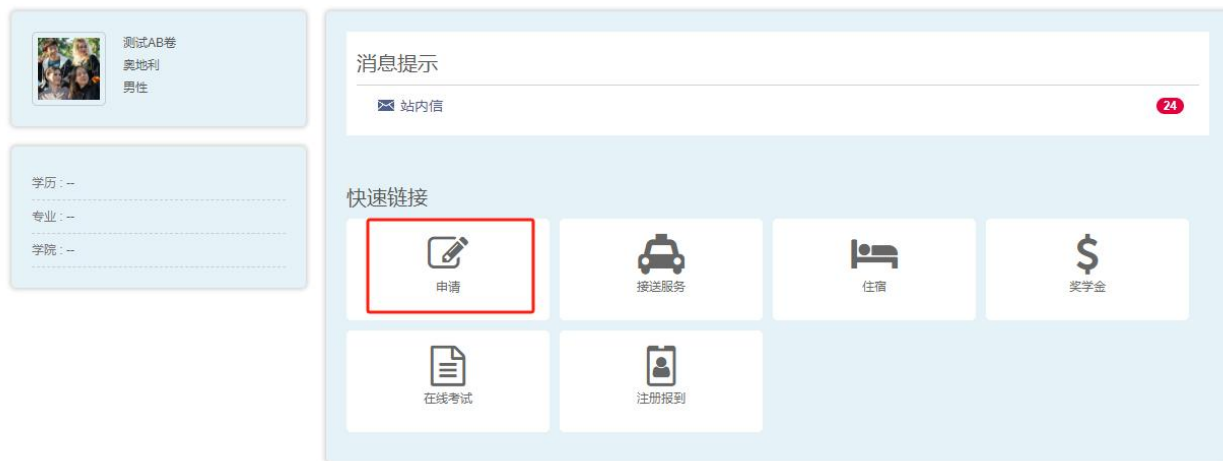 测试AB卷
奥地利
男性
学历 : --
专业 : --
学院 : --
消息提示
站内信 24
快速链接
申请 接送服务 住宿 奖学金
在线考试 注册报到